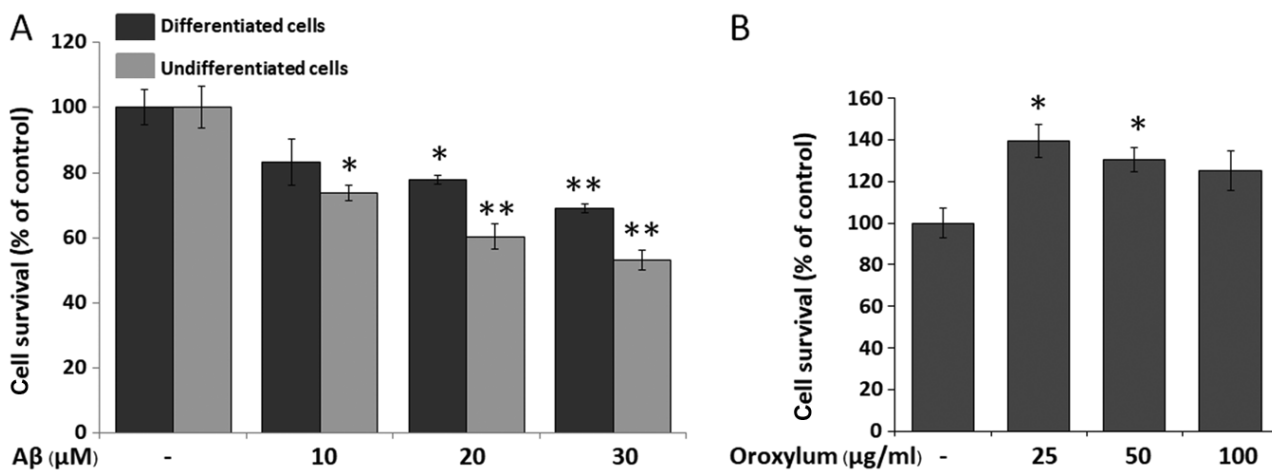 A
Differentiated cells
Undifferentiated cells
Cell survival (% of control)
120
100
80
60
40
20
0
*
*
**
**
**
Aβ (µM) - 10 20 30
B
Cell survival (% of control)
160
140
120
100
80
60
40
20
0
*
*
Oroxylum (µg/ml) - 25 50 100